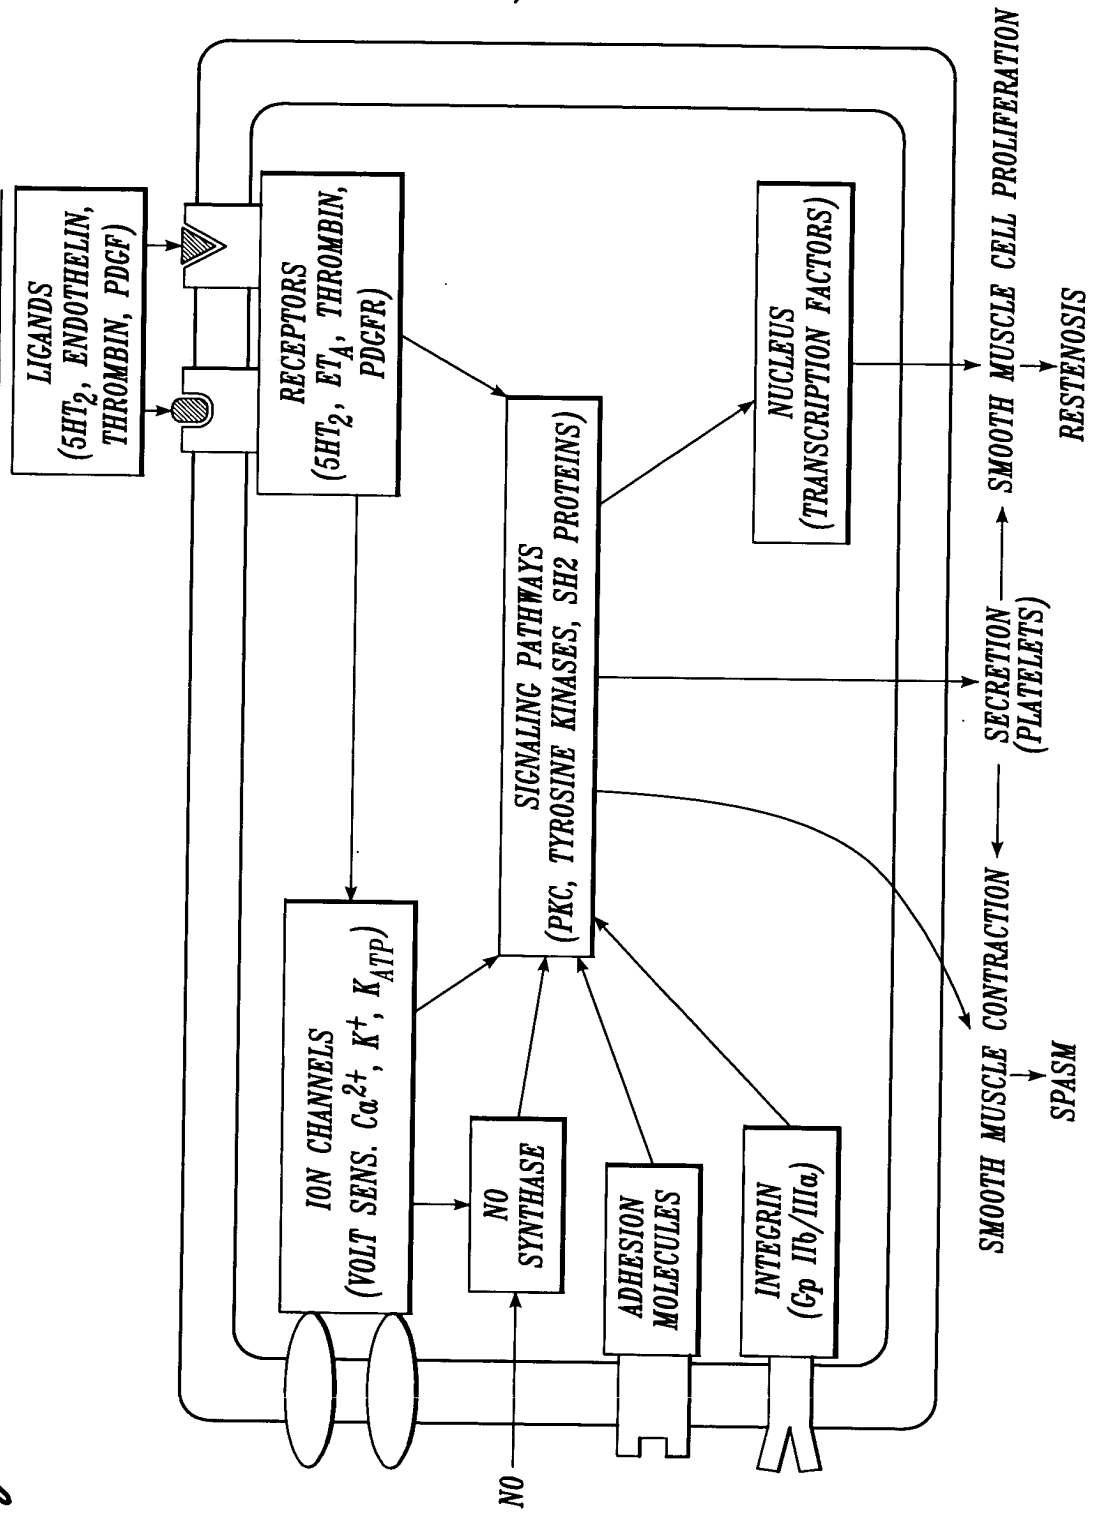 LIGANDS
(5HT2, ENDOTHELIN,
THROMBIN, PDGF)
RECEPTORS
(5HT2, ETA, THROMBIN,
PDGFR)
ION CHANNELS
(VOLT SENS. Ca2+, K+, KATP)
NO
SYNTHASE
NO
ADHESION
MOLECULES
INTEGRIN
(Gp IIb/IIIa)
SIGNALING PATHWAYS
(PKC, TYROSINE KINASES, SH2 PROTEINS)
NUCLEUS
(TRANSCRIPTION FACTORS)
SMOOTH MUSCLE CONTRACTION
SPASM
SECRETION
(PLATELETS)
SMOOTH MUSCLE CELL PROLIFERATION
RESTENOSIS